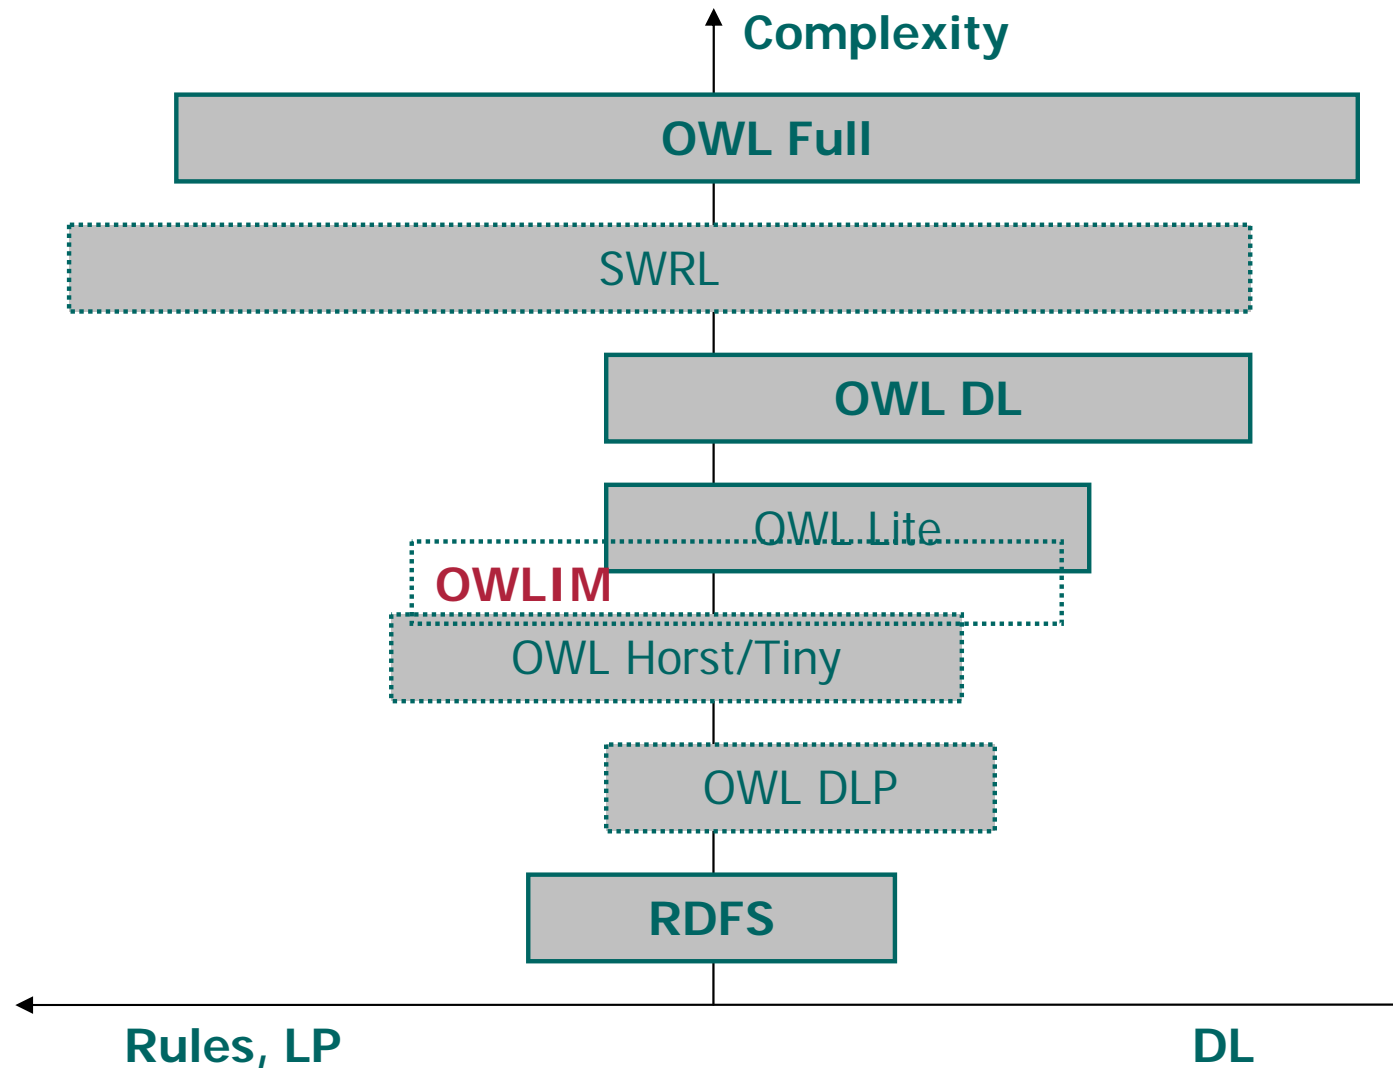 Complexity
OWL Full
SWRL
OWL DL
OWL Lite
OWLIM
OWL Horst/Tiny
OWL DLP
RDFS
Rules, LP
DL